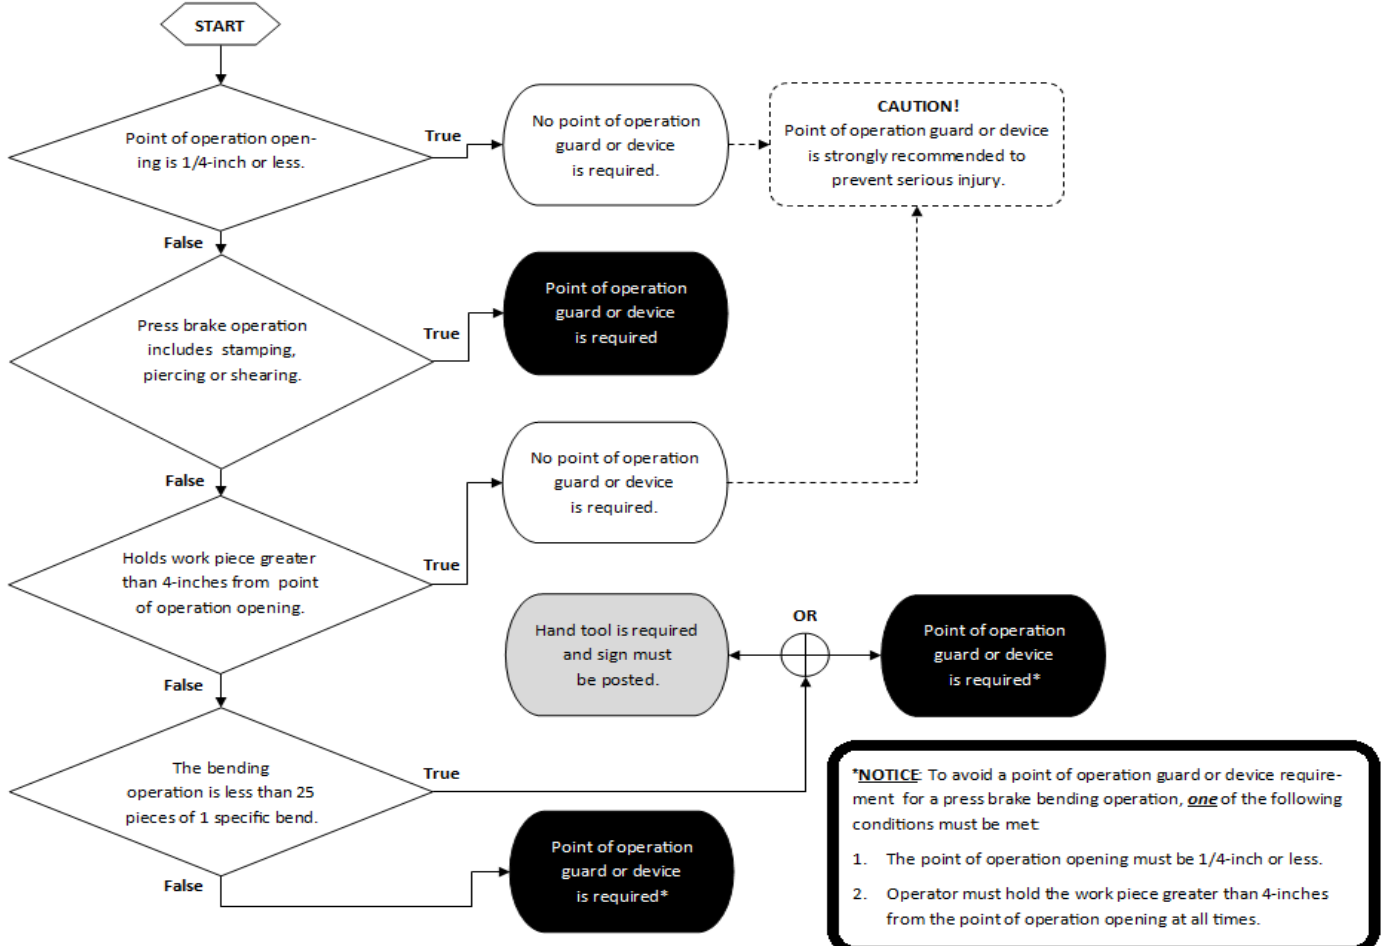 START
Point of operation open-
ing is 1/4-inch or less.
True
No point of operation
guard or device
is required.
CAUTION!
Point of operation guard or device
is strongly recommended to
prevent serious injury.
False
Press brake operation
includes stamping,
piercing or shearing.
True
Point of operation
guard or device
is required
False
Holds work piece greater
than 4-inches from point
of operation opening.
True
No point of operation
guard or device
is required.
False
The bending
operation is less than 25
pieces of 1 specific bend.
True
Hand tool is required
and sign must
be posted.
OR
Point of operation
guard or device
is required*
False
Point of operation
guard or device
is required*
*NOTICE: To avoid a point of operation guard or device require-
ment for a press brake bending operation, one of the following
conditions must be met:
1. The point of operation opening must be 1/4-inch or less.
2. Operator must hold the work piece greater than 4-inches
from the point of operation opening at all times.